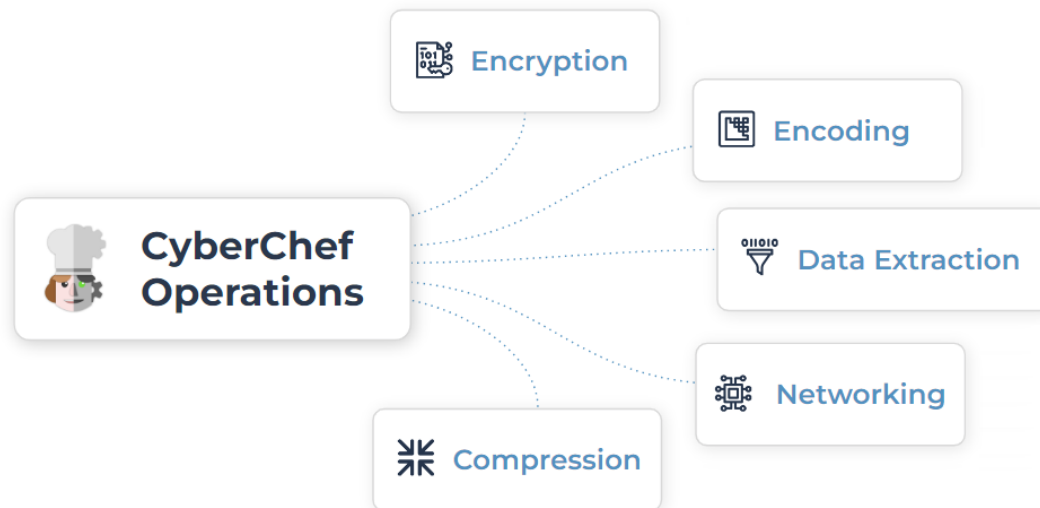 Encryption
Encoding
CyberChef
Operations
Data Extraction
Networking
Compression